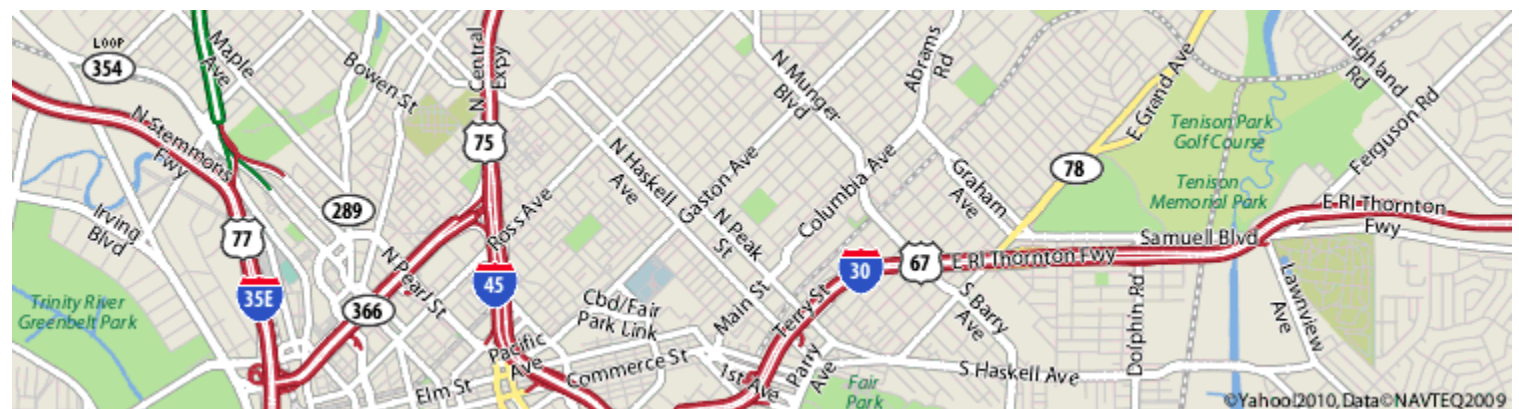 LOOP
354
Maple
Ave
Bowen St
N Central
Expy
75
N Stemmons
Fwy
Irving
Blvd
77
35E
289
366
N Pearl St
Trinity River
Greenbelt Park
Ross Ave
45
N Haskell
Ave
Gaston Ave
N Peak
St
N Munger
Blvd
Abrams
Rd
Columbia Ave
Graham
Ave
78
E Grand Ave
Tenison Park
Golf Course
Tenison
Memorial Park
Highland
Rd
Ferguson Rd
E Rl Thornton
Fwy
Samuell Blvd
E Rl Thornton Fwy
67
30
Terry St
Main St
Cbd/Fair
Park Link
Pacific
Ave
Commerce St
Elm St
1st Ave
Parry
Ave
Fair
Park
S Barry
Ave
S Haskell Ave
Dolphin Rd
Lawnview
Ave
©Yahoo!2010, Data©NAVTEQ2009